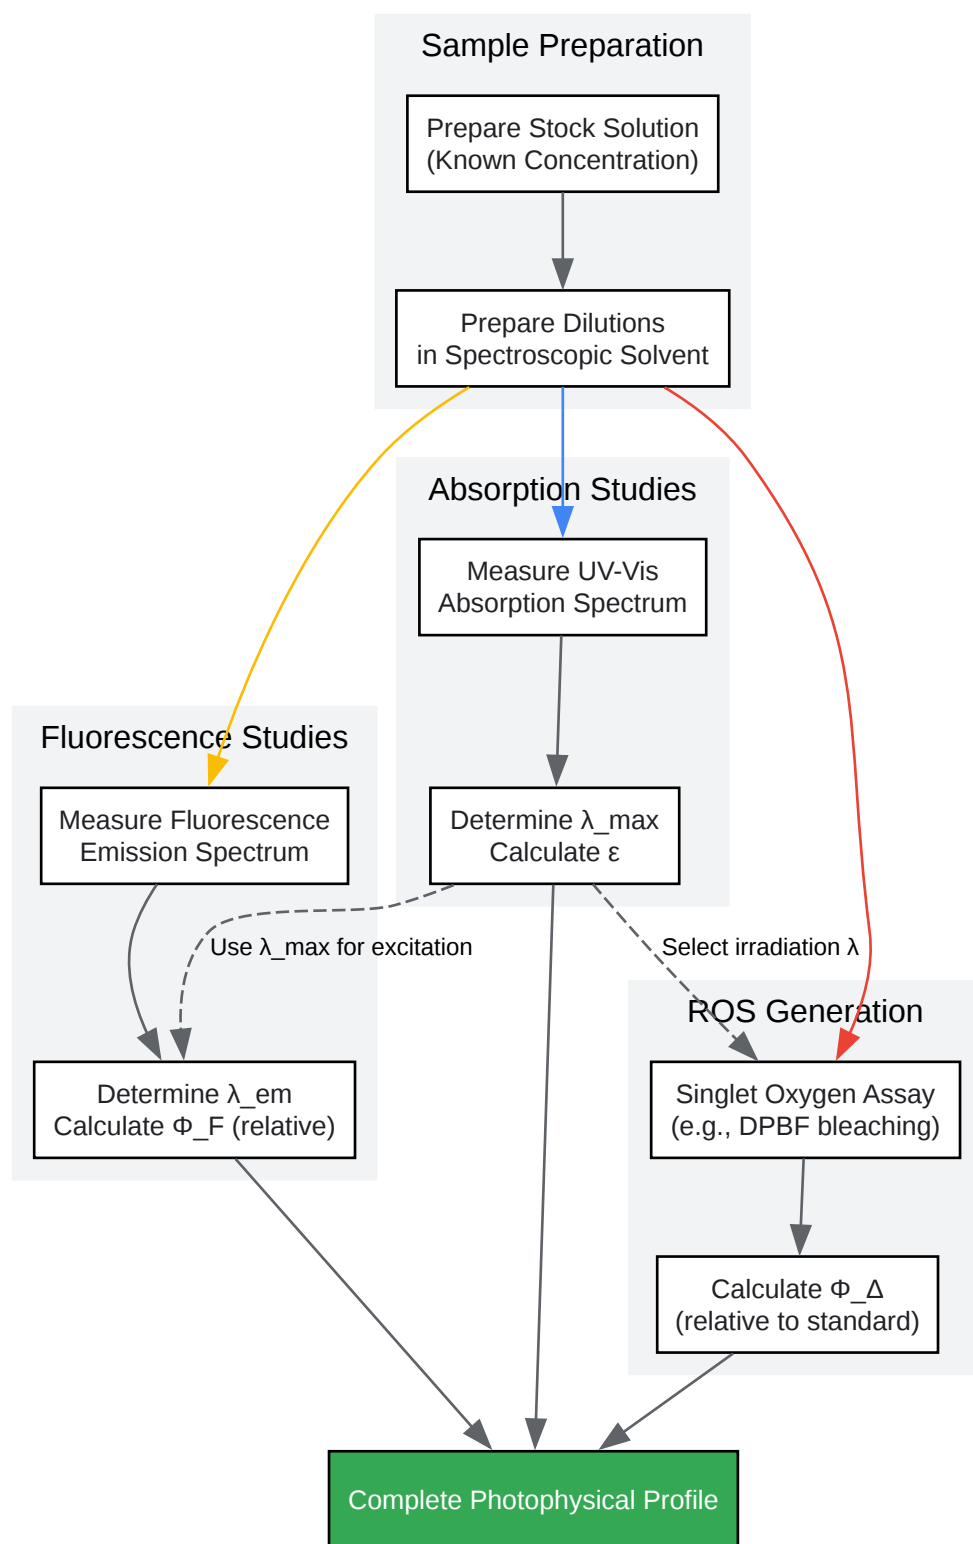 Sample Preparation
Prepare Stock Solution
(Known Concentration)
Prepare Dilutions
in Spectroscopic Solvent
Absorption Studies
Measure UV-Vis
Absorption Spectrum
Fluorescence Studies
Measure Fluorescence
Emission Spectrum
Determine λ_max
Calculate ε
Use λ_max for excitation
Select irradiation λ
ROS Generation
Determine λ_em
Calculate Φ_F (relative)
Singlet Oxygen Assay
(e.g., DPBF bleaching)
Calculate Φ_Δ
(relative to standard)
Complete Photophysical Profile